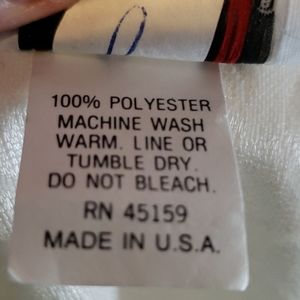 100% POLYESTER
MACHINE WASH
WARM. LINE OR
TUMBLE DRY.
DO NOT BLEACH.
RN 45159
MADE IN U.S.A.